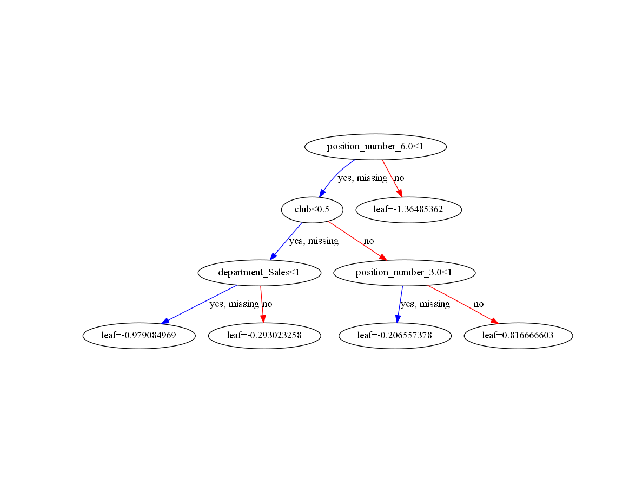 position_number_6.0<1
yes, missing
no
club<0.5
leaf=-1.36485362
yes, missing
no
department_Sales<1
position_number_3.0<1
yes, missing
no
yes, missing
no
leaf=-0.979084969
leaf=-0.293023258
leaf=-0.206557378
leaf=0.816666603